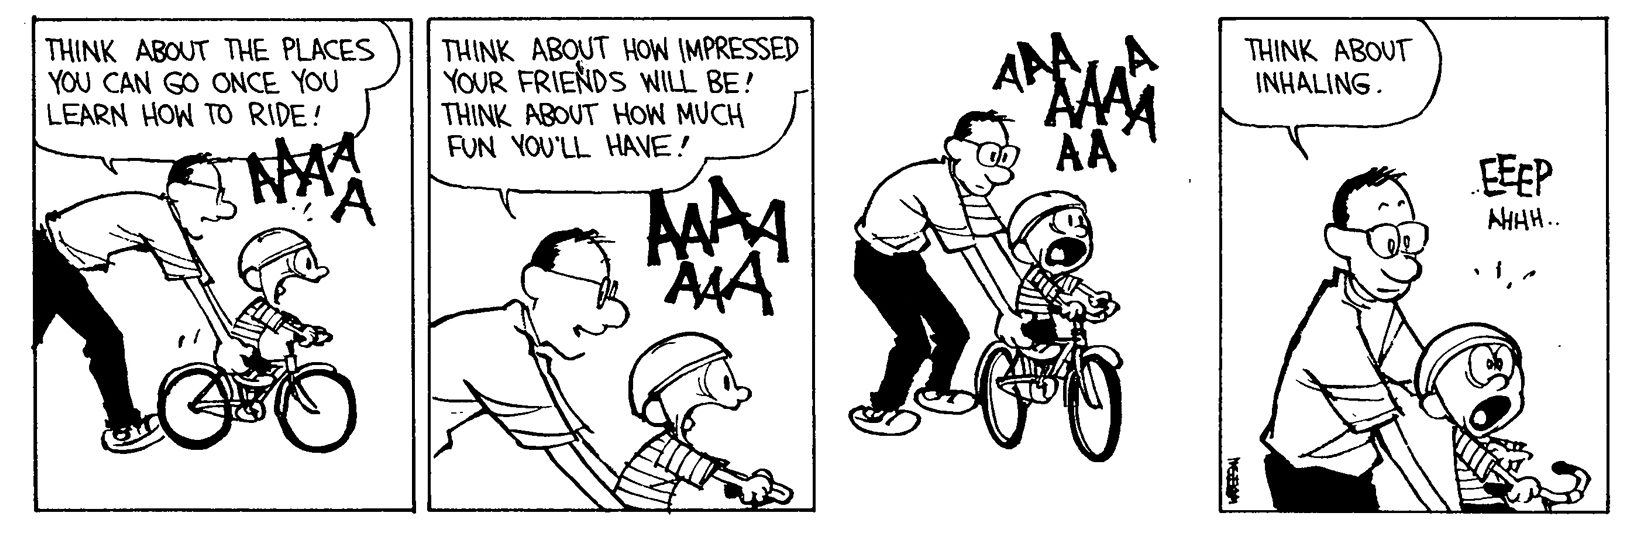 THINK ABOUT THE PLACES
YOU CAN GO ONCE YOU
LEARN HOW TO RIDE!
AAAA
A
THINK ABOUT HOW IMPRESSED
YOUR FRIENDS WILL BE!
THINK ABOUT HOW MUCH
FUN YOU'LL HAVE!
AAAA
AAA
AAA A
AAAA
AA
THINK ABOUT
INHALING.
EEEP
AHHH..